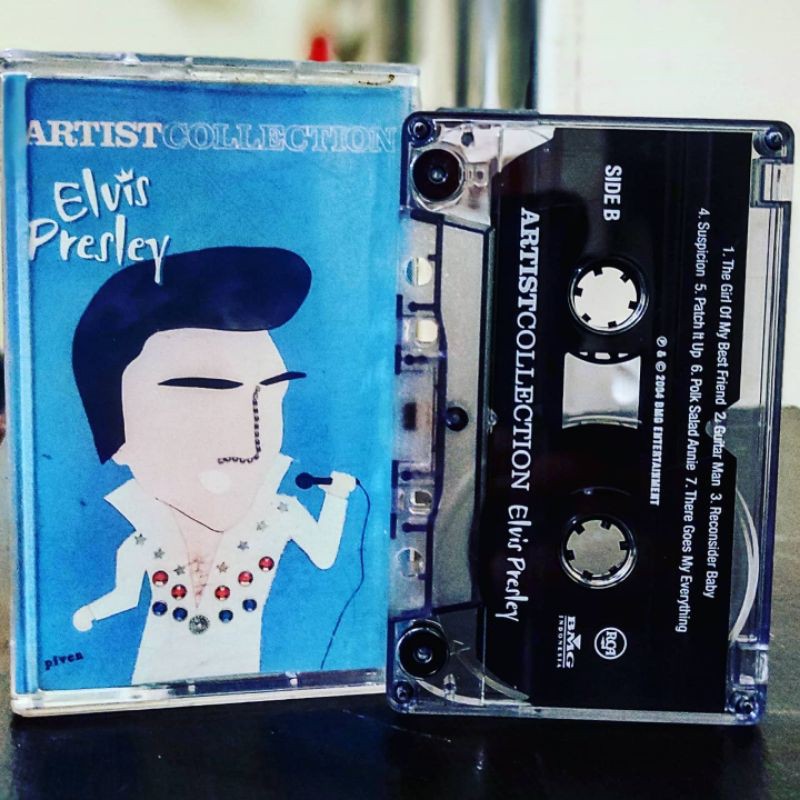 ARTISTCOLLECTION
Elvis
Presley
piven
SIDE B
1. The Girl Of My Best Friend 2. Guitar Man 3. Reconsider Baby
4. Suspicion 5. Patch It Up 6. Polk Salad Annie 7. There Goes My Everything
℗ & © 2004 BMG ENTERTAINMENT
ARTISTCOLLECTION Elvis Presley
RCA
BMG
INDONESIA